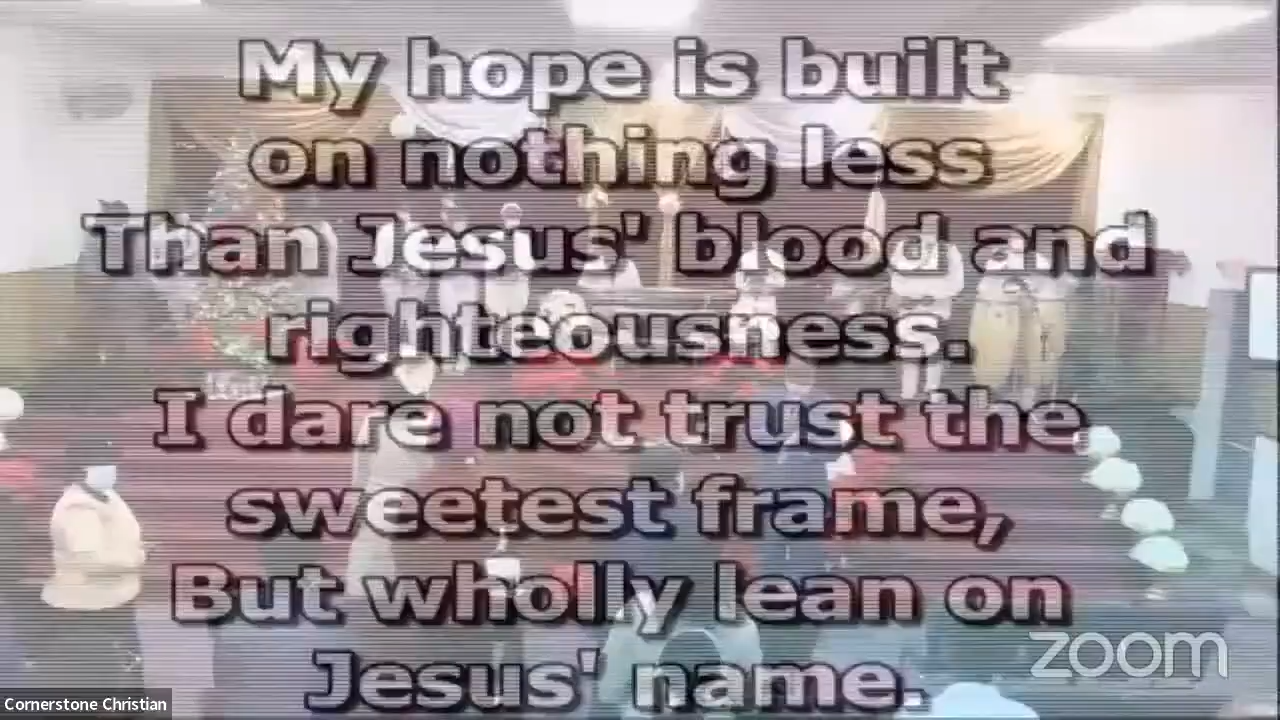 My hope is built
on nothing less
Than Jesus' blood and
righteousness.
I dare not trust the
sweetest frame,
But wholly lean on
Jesus' name.
zoom
Cornerstone Christian